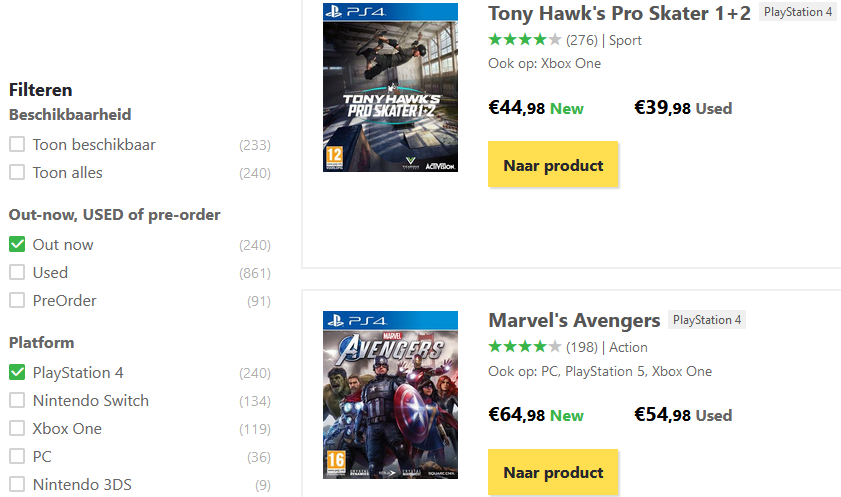 Filteren
Beschikbaarheid
Toon beschikbaar (233)
Toon alles (240)
Out-now, USED of pre-order
Out now (240)
Used (861)
PreOrder (91)
Platform
PlayStation 4 (240)
Nintendo Switch (134)
Xbox One (119)
PC (36)
Nintendo 3DS (9)
PS4
TONY HAWK'S
PRO SKATER 1+2
12
ACTIVISION
Tony Hawk's Pro Skater 1+2 PlayStation 4
(276) | Sport
Ook op: Xbox One
€44,98 New €39,98 Used
Naar product
PS4
MARVEL
AVENGERS
16
SQUARE ENIX
Marvel's Avengers PlayStation 4
(198) | Action
Ook op: PC, PlayStation 5, Xbox One
€64,98 New €54,98 Used
Naar product